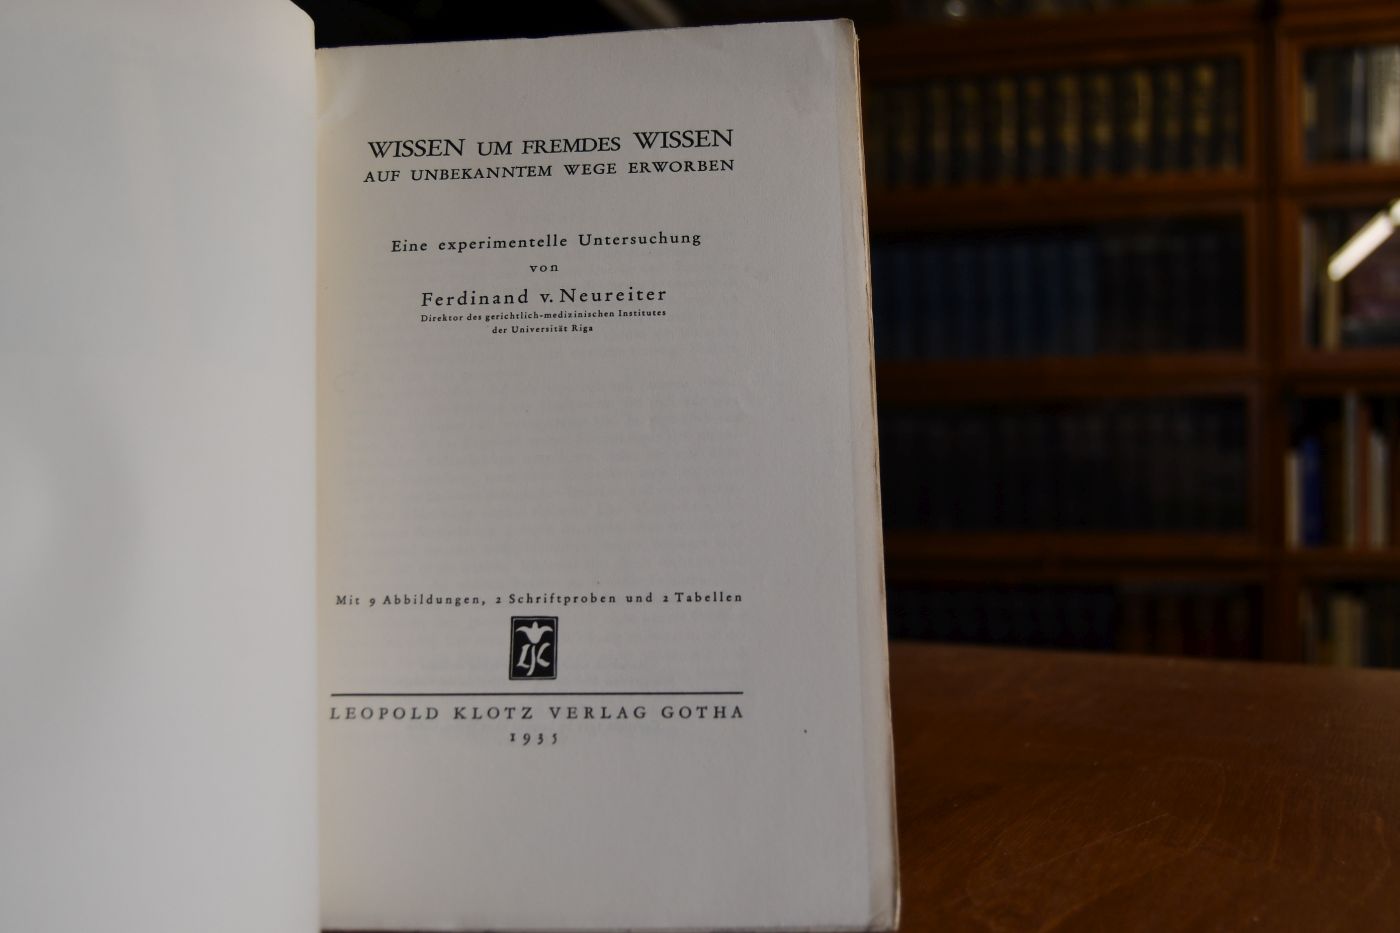 WISSEN UM FREMDES WISSEN
AUF UNBEKANNTEM WEGE ERWORBEN
Eine experimentelle Untersuchung
von
Ferdinand v. Neureiter
Direktor des gerichtlich-medizinischen Institutes
der Universität Riga
Mit 9 Abbildungen, 2 Schriftproben und 2 Tabellen
LK
LEOPOLD KLOTZ VERLAG GOTHA
1935